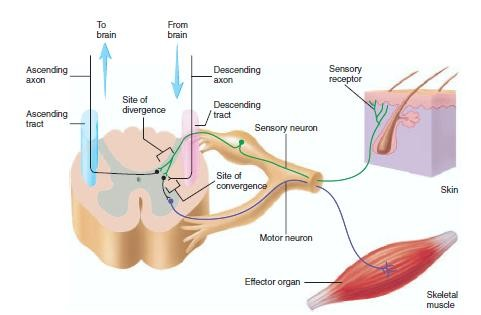 To
brain
From
brain
Ascending
axon
Descending
axon
Sensory
receptor
Site of
divergence
Ascending
tract
Descending
tract
Sensory neuron
Site of
convergence
Skin
Motor neuron
Effector organ
Skeletal
muscle